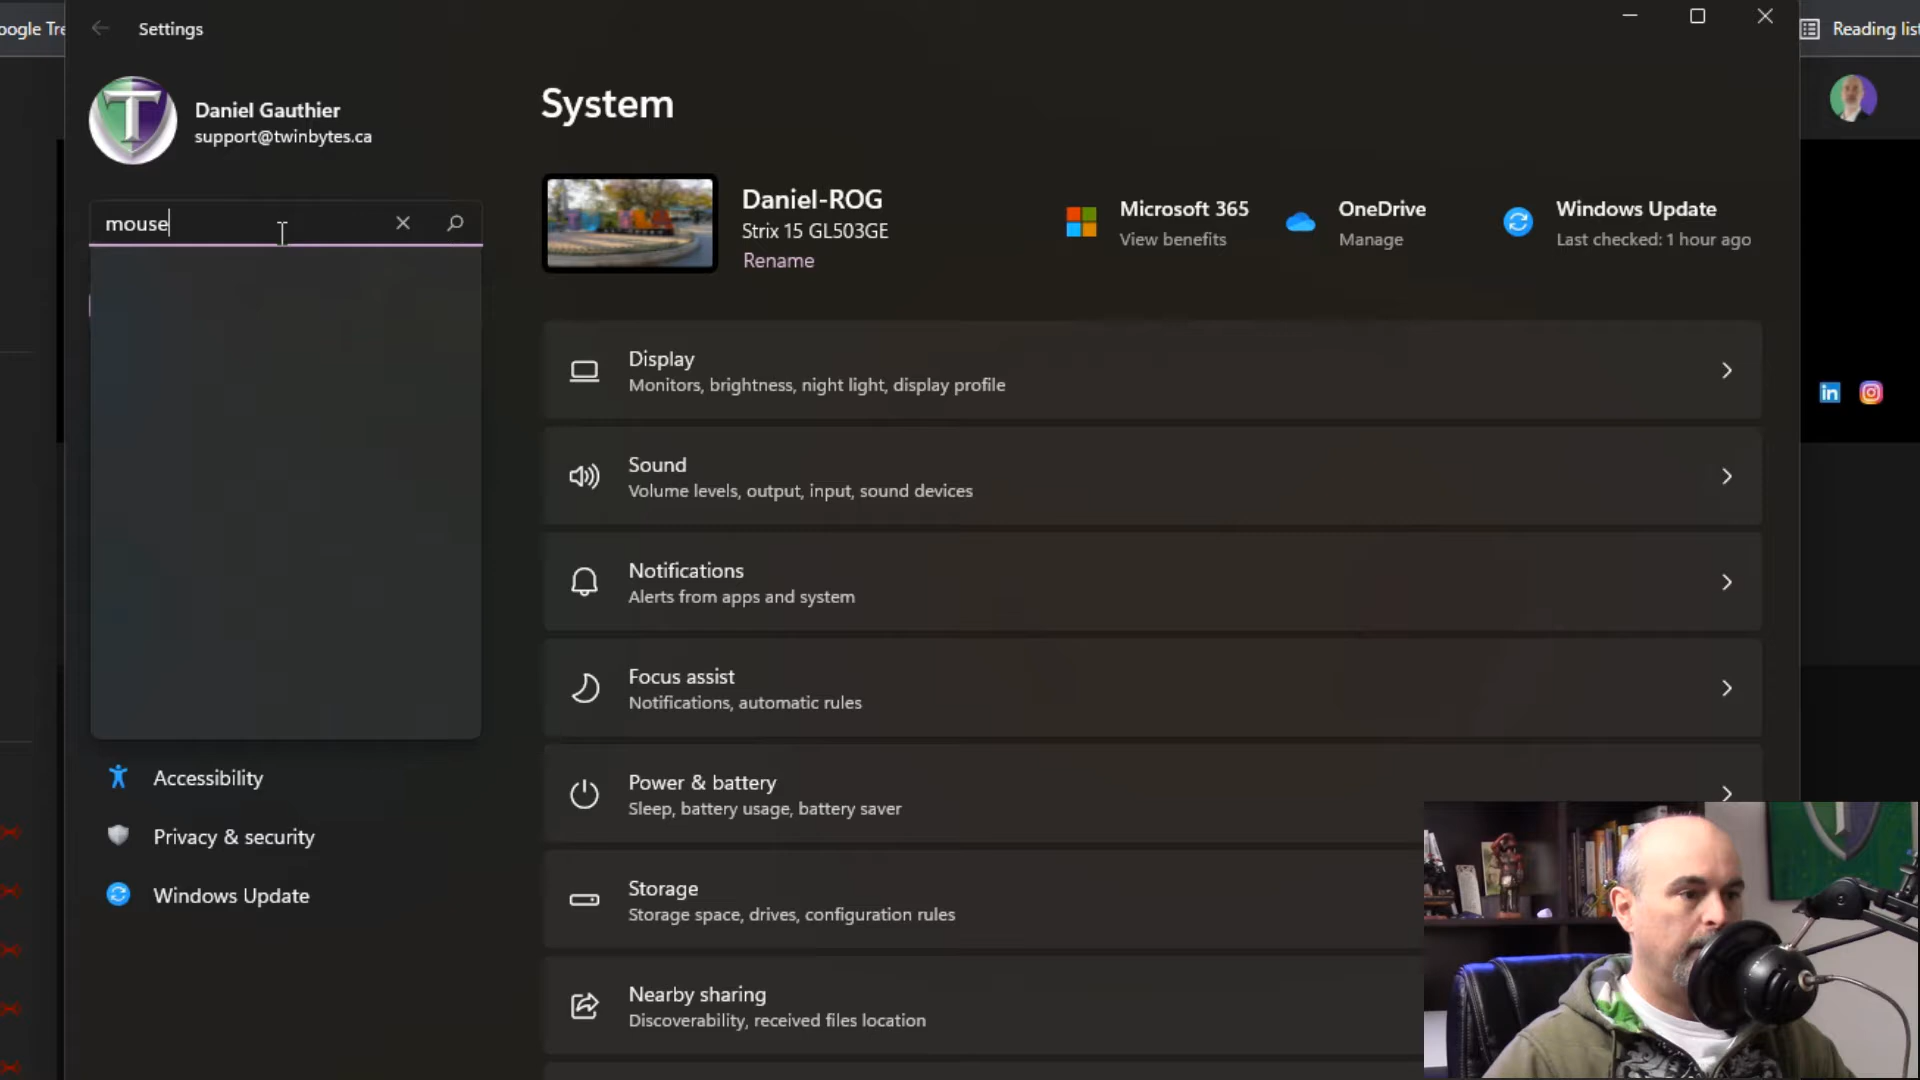 oogle Tre
Settings
Reading list
Daniel Gauthier
support@twinbytes.ca
mouse
System
Daniel-ROG
Strix 15 GL503GE
Rename
Microsoft 365
View benefits
OneDrive
Manage
Windows Update
Last checked: 1 hour ago
Display
Monitors, brightness, night light, display profile
Sound
Volume levels, output, input, sound devices
Notifications
Alerts from apps and system
Focus assist
Notifications, automatic rules
Power & battery
Sleep, battery usage, battery saver
Storage
Storage space, drives, configuration rules
Nearby sharing
Discoverability, received files location
Accessibility
Privacy & security
Windows Update
T
in